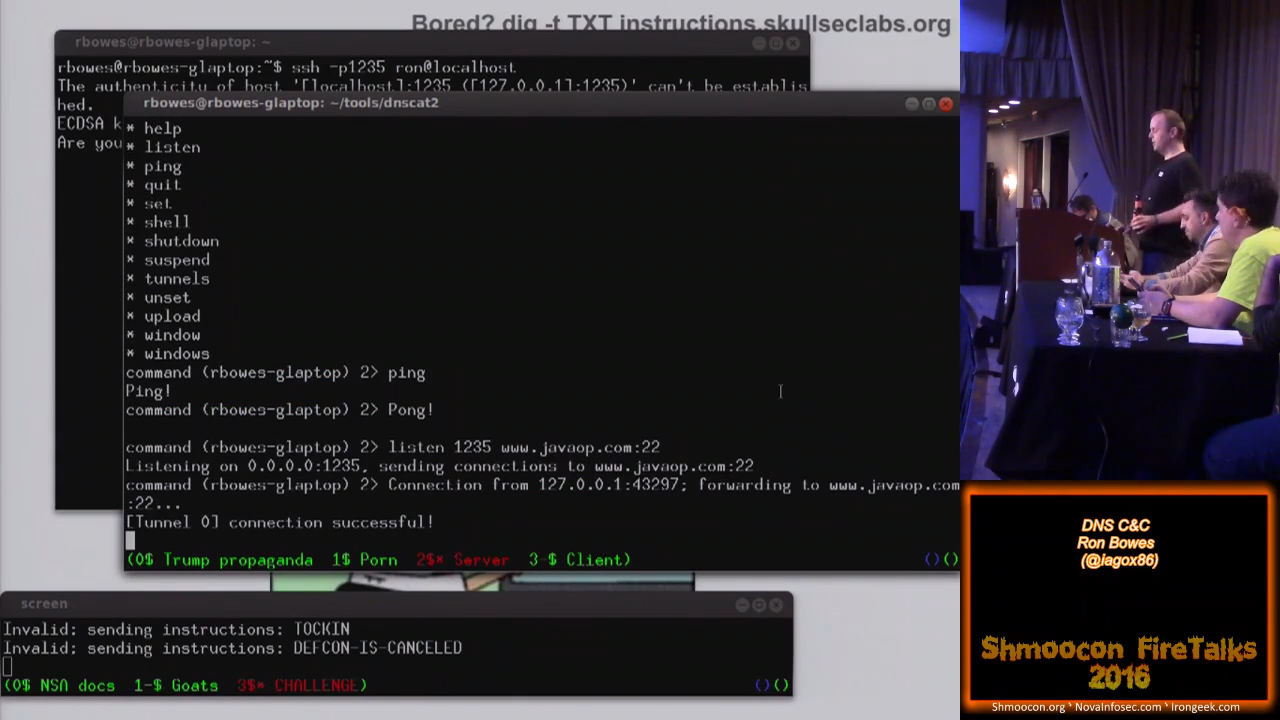 Bored? dig -t TXT instructions.skullseclabs.org
rbowes@rbowes-glaptop: ~
rbowes@rbowes-glaptop:~$ ssh -p1235 ron@localhost
The authenticity of host '[localhost]:1235 ([127.0.0.1]:1235)' can't be establis
hed.
ECDSA k
Are you
rbowes@rbowes-glaptop: ~/tools/dnscat2
* help
* listen
* ping
* quit
* set
* shell
* shutdown
* suspend
* tunnels
* unset
* upload
* window
* windows
command (rbowes-glaptop) 2> ping
Ping!
command (rbowes-glaptop) 2> Pong!
command (rbowes-glaptop) 2> listen 1235 www.javaop.com:22
Listening on 0.0.0.0:1235, sending connections to www.javaop.com:22
command (rbowes-glaptop) 2> Connection from 127.0.0.1:43297; forwarding to www.javaop.com
:22...
[Tunnel 0] connection successful!
(0$ Trump propaganda 1$ Porn 2$* Server 3-$ Client) ()()
screen
Invalid: sending instructions: TOCKIN
Invalid: sending instructions: DEFCON-IS-CANCELED
(0$ NSA docs 1-$ Goats 3$* CHALLENGE) ()()
DNS C&C
Ron Bowes
(@iagox86)
Shmoocon FireTalks
2016
Shmoocon.org * NovaInfosec.com * Irongeek.com